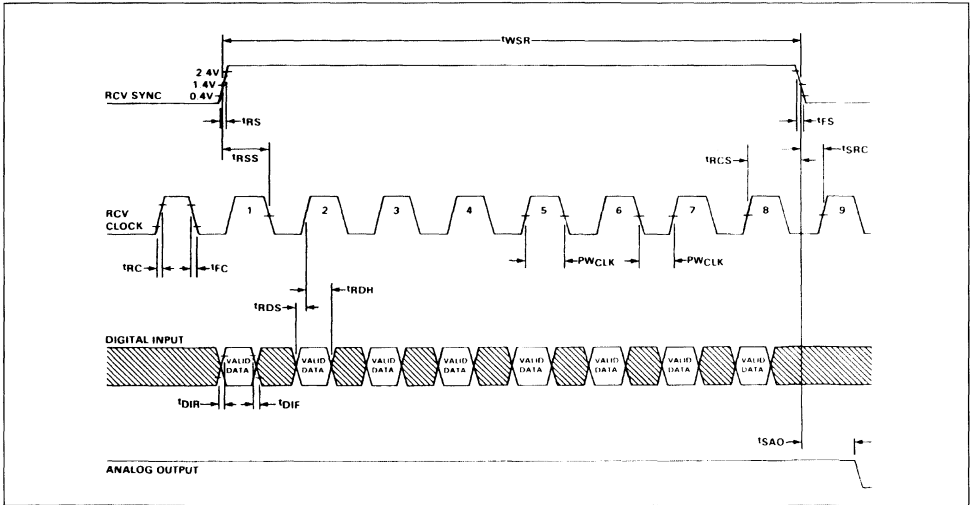 tWSR
2.4V
1.4V
RCV SYNC 0.4V
tRS
tFS
tRSS
tRCS
tSRC
RCV
CLOCK
1 2 3 4 5 6 7 8 9
tRC
tFC
PWCLK
PWCLK
tRDH
tRDS
DIGITAL INPUT
VALID DATA
VALID DATA
VALID DATA
VALID DATA
VALID DATA
VALID DATA
VALID DATA
VALID DATA
tDIR
tDIF
tSAO
ANALOG OUTPUT